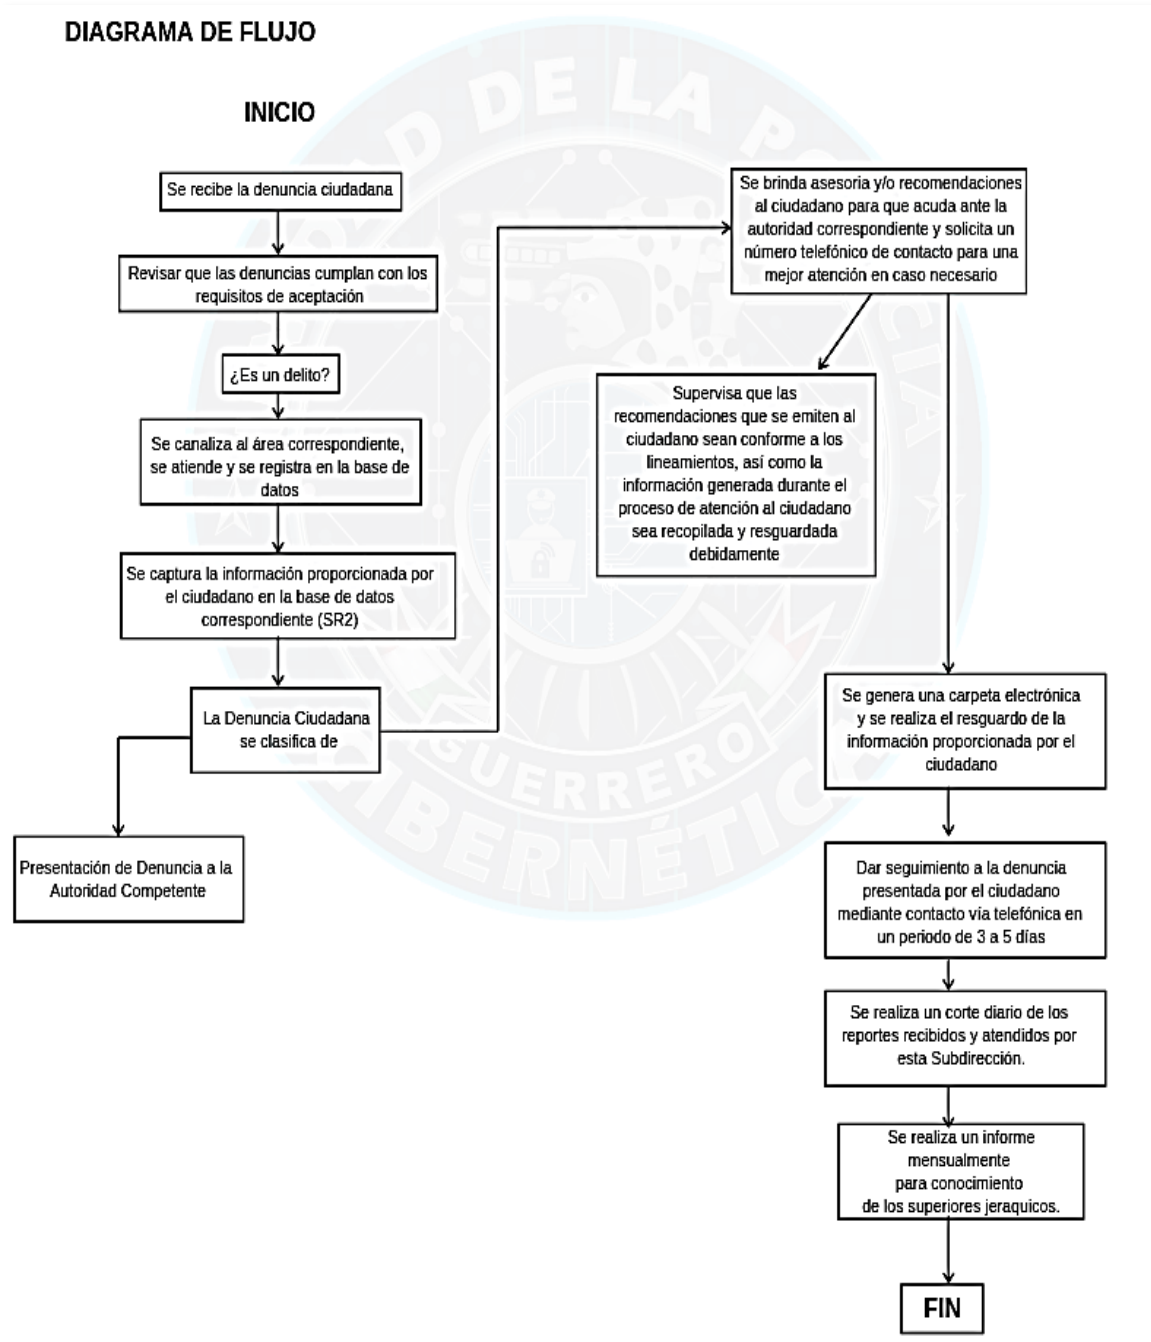 DIAGRAMA DE FLUJO
INICIO
Se recibe la denuncia ciudadana
Revisar que las denuncias cumplan con los
requisitos de aceptación
¿Es un delito?
Se canaliza al área correspondiente,
se atiende y se registra en la base de
datos
Se captura la información proporcionada por
el ciudadano en la base de datos
correspondiente (SR2)
La Denuncia Ciudadana
se clasifica de
Presentación de Denuncia a la
Autoridad Competente
Se brinda asesoria y/o recomendaciones
al ciudadano para que acuda ante la
autoridad correspondiente y solicita un
número telefónico de contacto para una
mejor atención en caso necesario
Supervisa que las
recomendaciones que se emiten al
ciudadano sean conforme a los
lineamientos, así como la
información generada durante el
proceso de atención al ciudadano
sea recopilada y resguardada
debidamente
Se genera una carpeta electrónica
y se realiza el resguardo de la
información proporcionada por el
ciudadano
Dar seguimiento a la denuncia
presentada por el ciudadano
mediante contacto vía telefónica en
un periodo de 3 a 5 días
Se realiza un corte diario de los
reportes recibidos y atendidos por
esta Subdirección.
Se realiza un informe
mensualmente
para conocimiento
de los superiores jeraquicos.
FIN
DE LA
GUERRERO